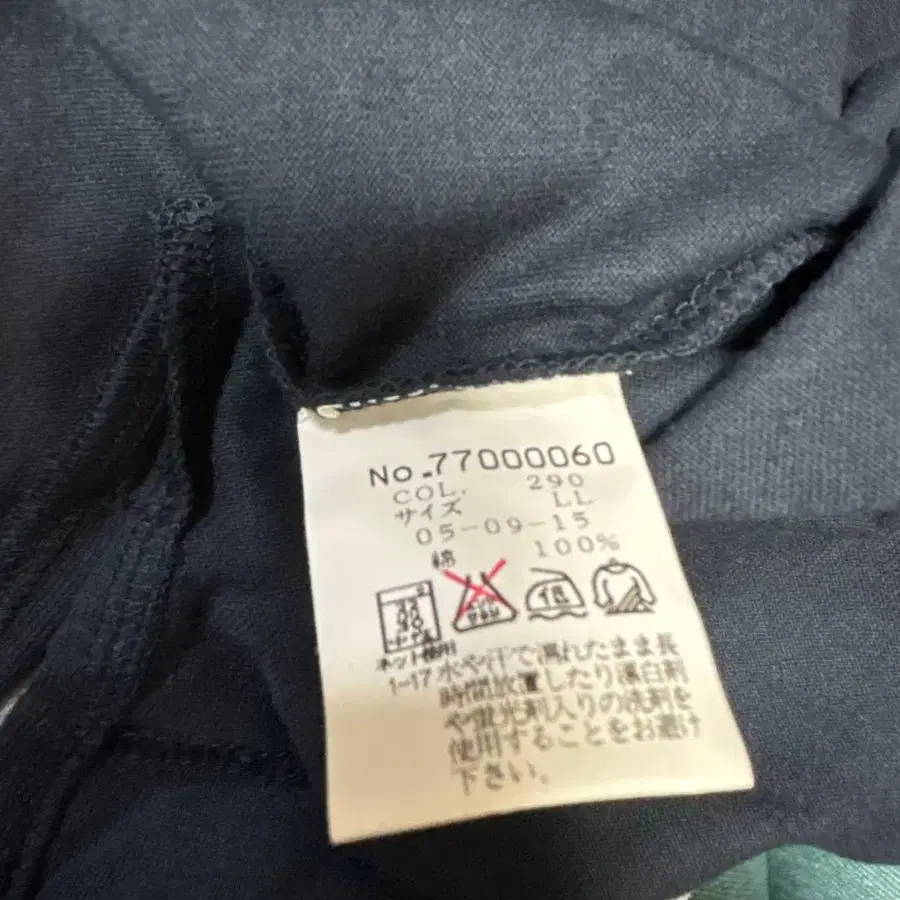 No.77000060
COL. 290
サイズ LL
05-09-15
綿 100%
低
ネット使用
1-17 水や汗で濡れたまま長
時間放置したり漂白剤
や蛍光剤入りの洗剤を
使用することをお避け
下さい。